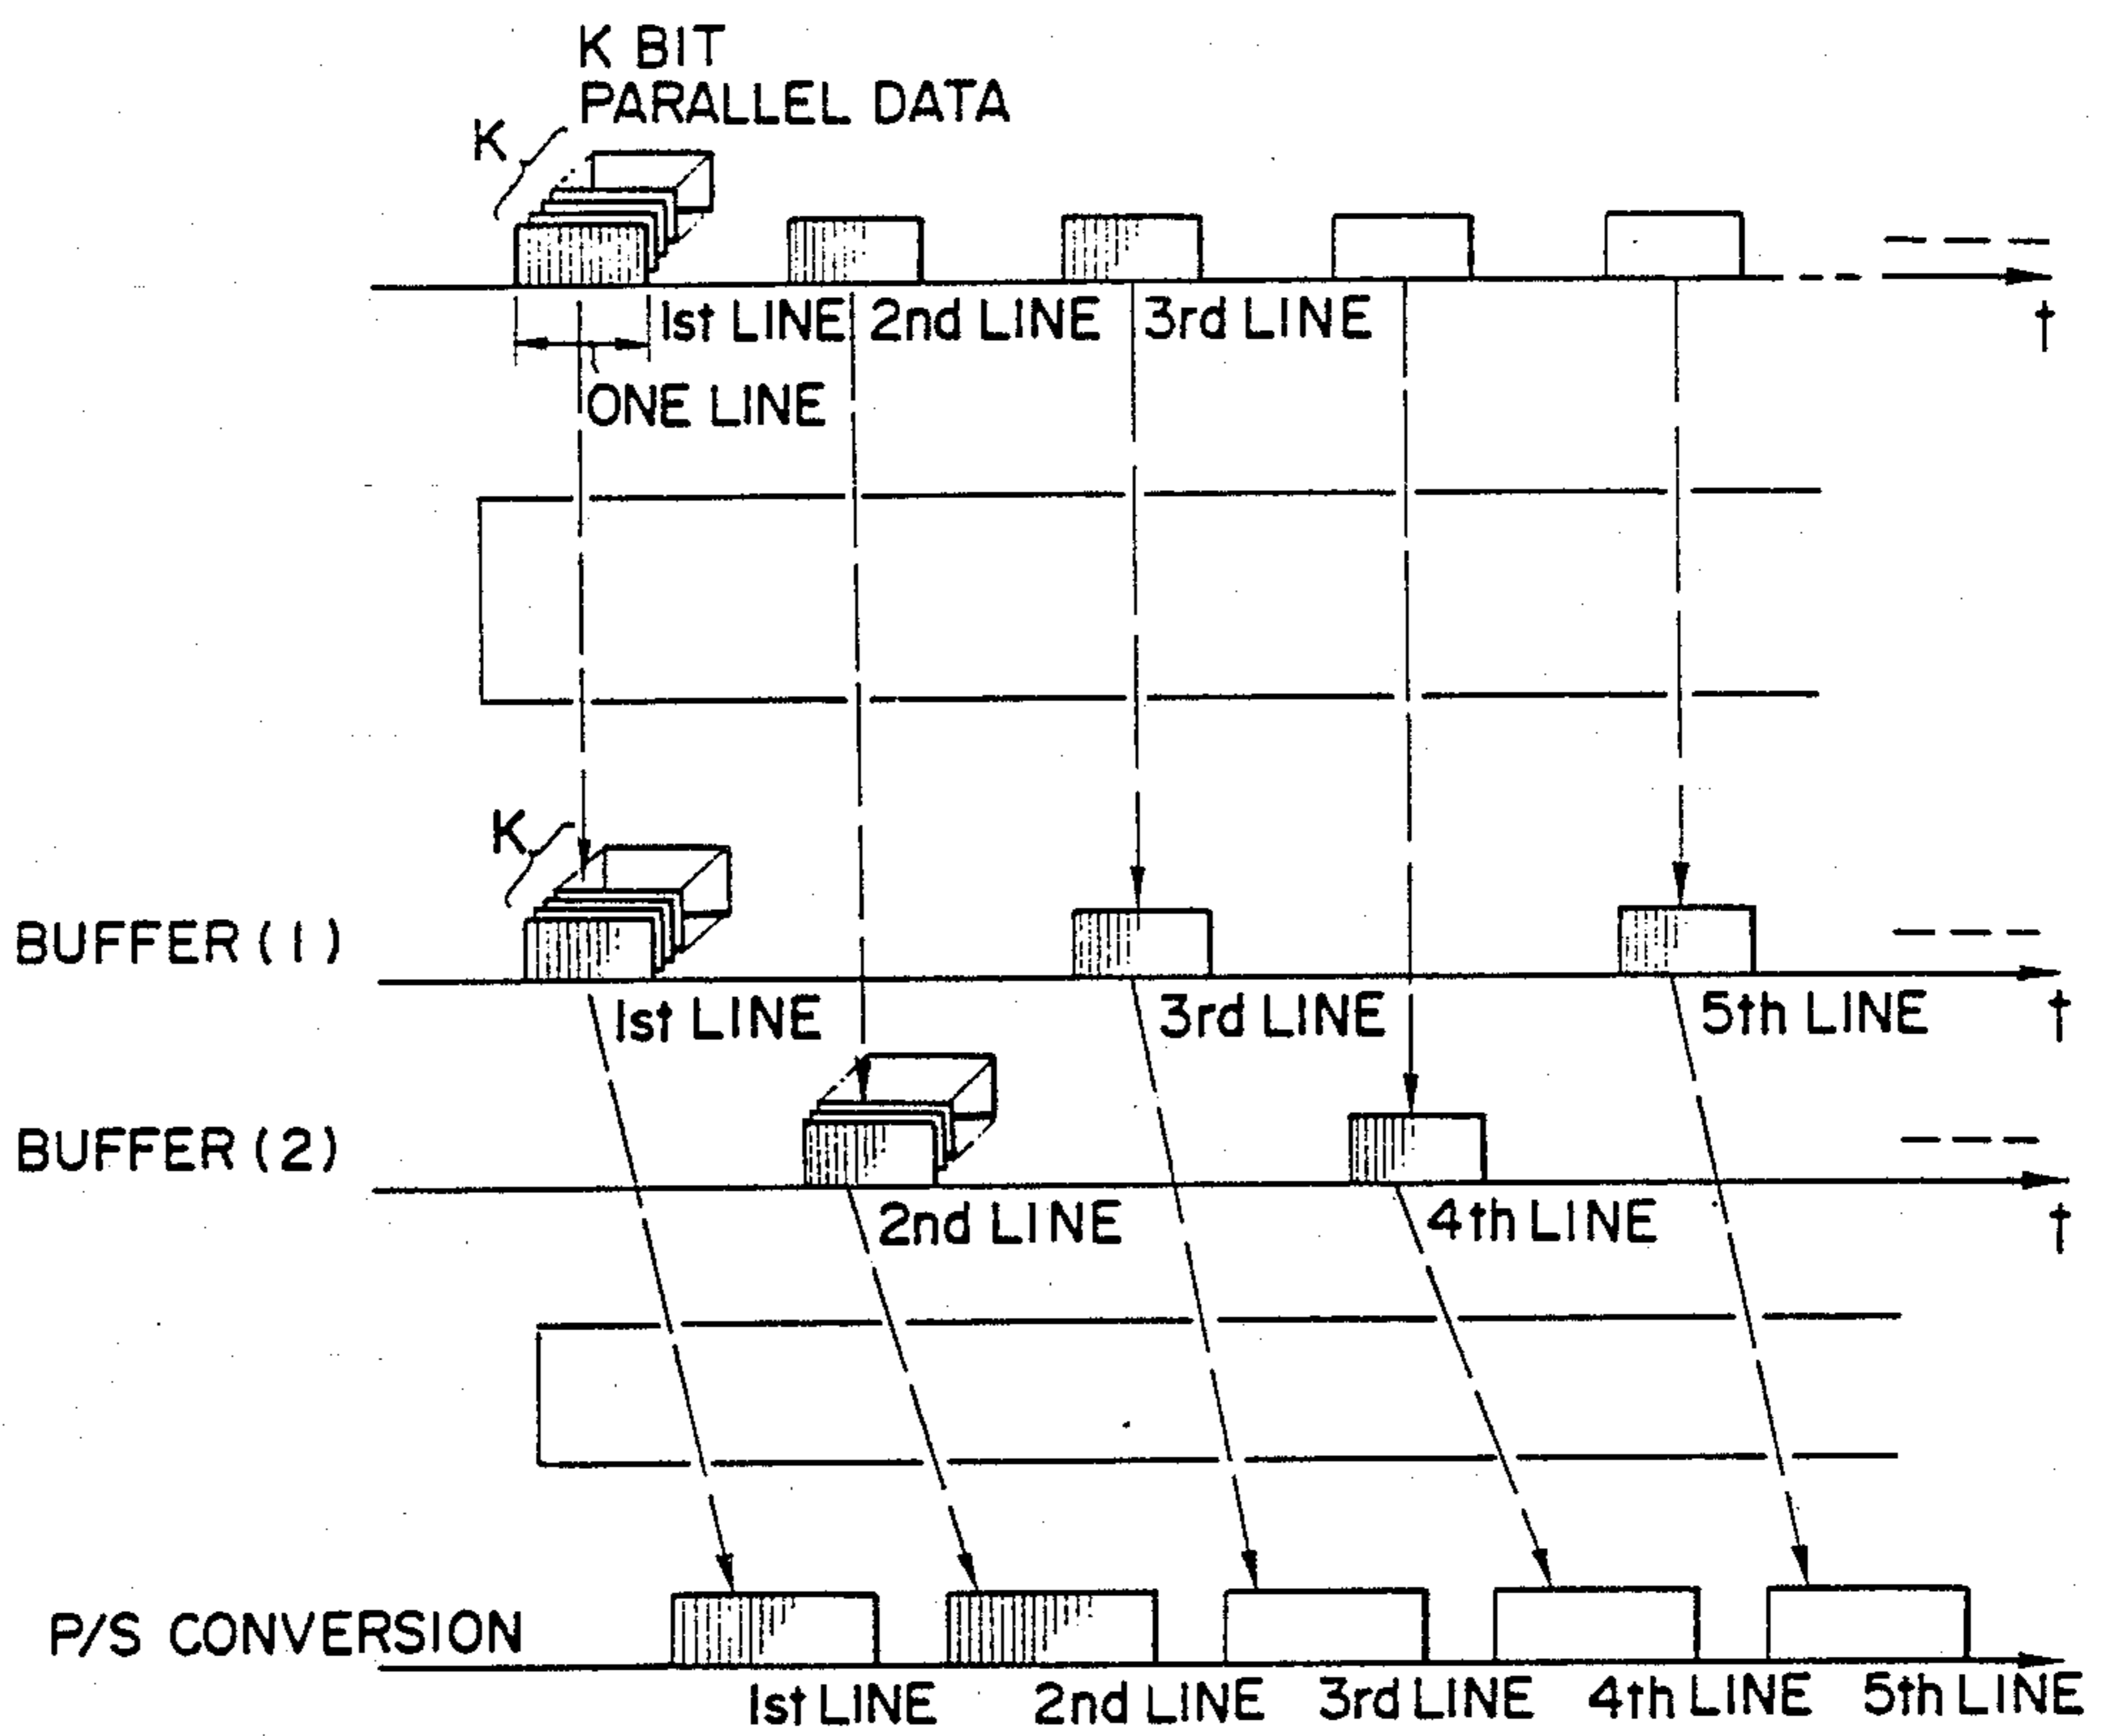 K BIT
PARALLEL DATA
K
1st LINE 2nd LINE 3rd LINE
t
ONE LINE
K
BUFFER (1)
1st LINE 3rd LINE 5th LINE
t
BUFFER (2)
2nd LINE 4th LINE
t
P/S CONVERSION
1st LINE 2nd LINE 3rd LINE 4th LINE 5th LINE